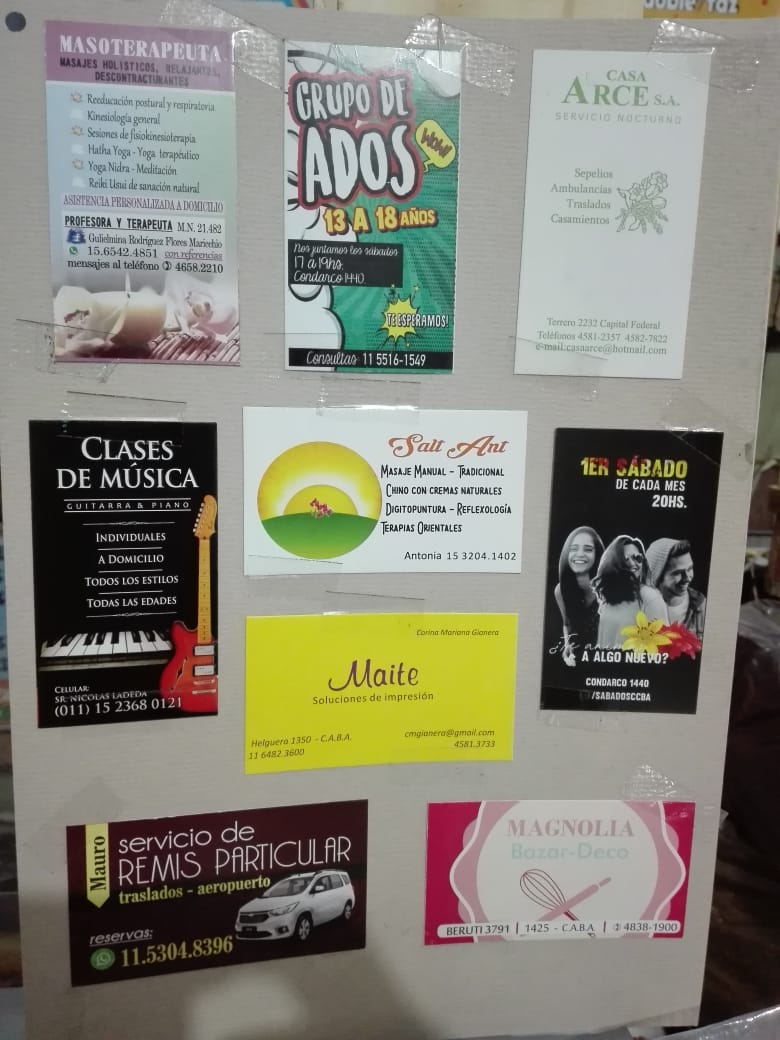 doble faz
MASOTERAPEUTA
MASAJES HOLISTICOS, RELAJANTES,
DESCONTRACTURANTES
Reeducación postural y respiratoria
Kinesiología general
Sesiones de fisiokinesioterapia
Hatha Yoga - Yoga terapéutico
Yoga Nidra - Meditación
Reiki Usui de sanación natural
ASISTENCIA PERSONALIZADA A DOMICILIO
PROFESORA Y TERAPEUTA M.N. 21.482
Gulielmina Rodríguez Flores Mariechio
15.6542.4851 con referencias
mensajes al teléfono 4658.2210
GRUPO DE
ADOS
WOW!
13 A 18 AÑOS
Nos juntamos los sábados
17 a 19hs.
Condarco 1440.
TE ESPERAMOS!
Consultas: 11 5516-1549
CASA
ARCE S.A.
SERVICIO NOCTURNO
Sepelios
Ambulancias
Traslados
Casamientos
Terrero 2232 Capital Federal
Teléfonos 4581-2357 4582-7822
e-mail:casaarce@hotmail.com
CLASES
DE MÚSICA
GUITARRA & PIANO
INDIVIDUALES
A DOMICILIO
TODOS LOS ESTILOS
TODAS LAS EDADES
CELULAR:
SR. NICOLAS LADEDA
(011) 15 2368 0121
Salt Ant
MASAJE MANUAL - TRADICIONAL
CHINO CON CREMAS NATURALES
DIGITOPUNTURA - REFLEXOLOGÍA
TERAPIAS ORIENTALES
Antonia 15 3204.1402
1ER SÁBADO
DE CADA MES
20HS.
¿Te
A ALGO NUEVO?
CONDARCO 1440
/SABADOSCCBA
Corina Mariana Gianera
Maite
Soluciones de impresión
Helguera 1350 - C.A.B.A.
11 6482.3600
cmgianera@gmail.com
4581.3733
Mauro
servicio de
REMIS PARTICULAR
traslados - aeropuerto
reservas:
11.5304.8396
MAGNOLIA
Bazar-Deco
BERUTI 3791 | 1425 - C.A.B.A. | 4838-1900